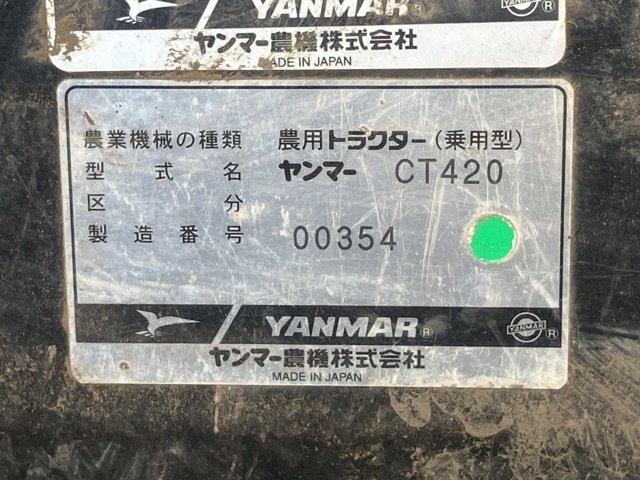 YANMAR®
ヤンマー農機株式会社
MADE IN JAPAN
農業機械の種類 農用トラクター(乗用型)
型式名 ヤンマー CT420
区分
製造番号 00354
YANMAR® YANMAR ®
ヤンマー農機株式会社
MADE IN JAPAN